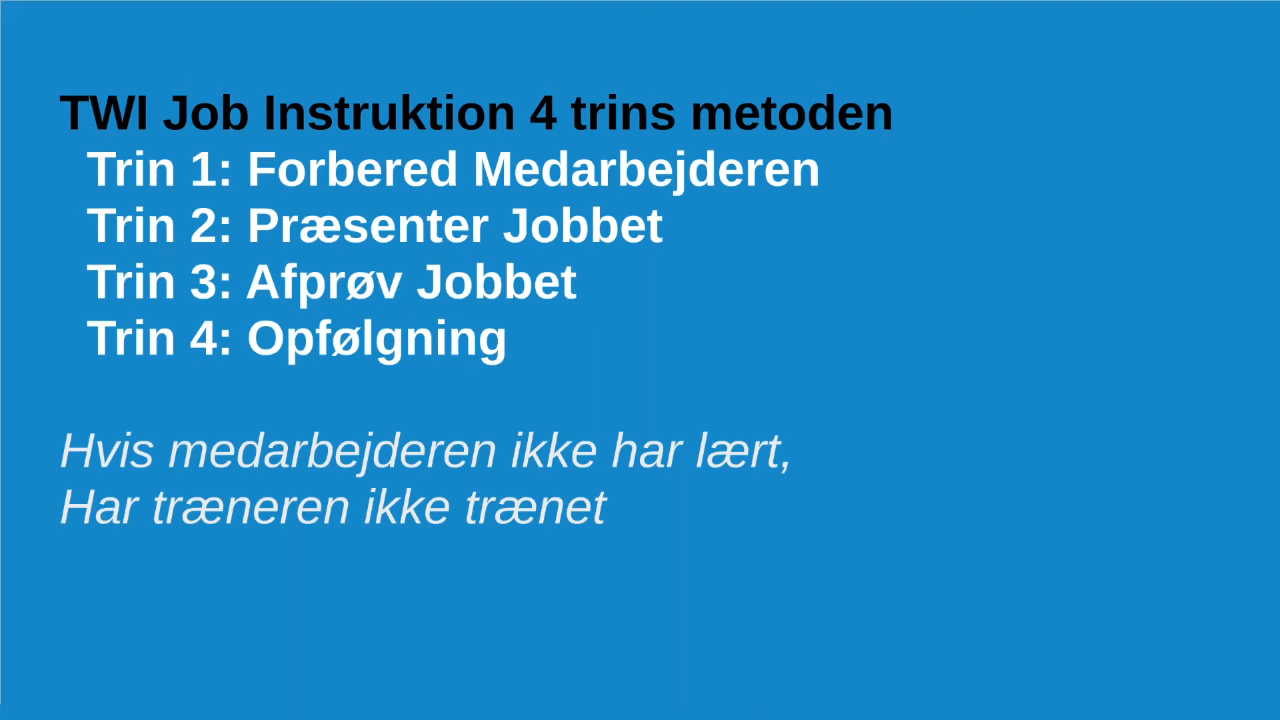 TWI Job Instruktion 4 trins metoden
Trin 1: Forbered Medarbejderen
Trin 2: Præsenter Jobbet
Trin 3: Afprøv Jobbet
Trin 4: Opfølgning
Hvis medarbejderen ikke har lært,
Har træneren ikke trænet